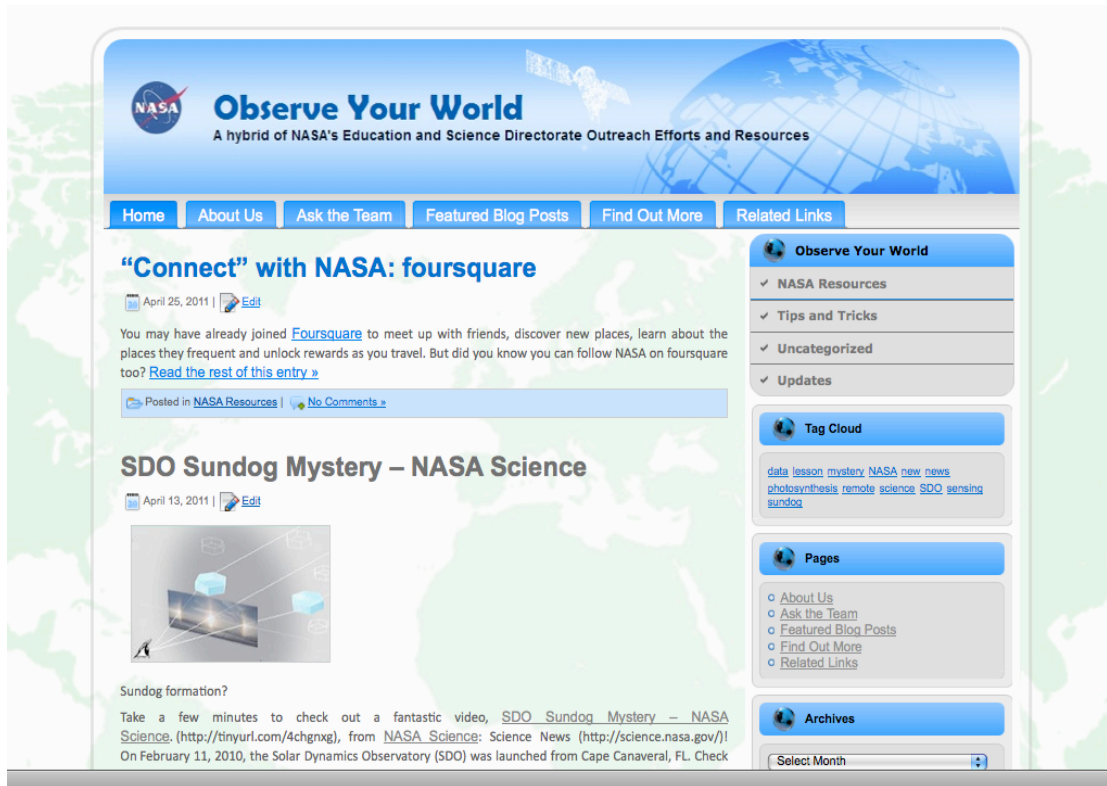 NASA
Observe Your World
A hybrid of NASA's Education and Science Directorate Outreach Efforts and Resources
Home
About Us
Ask the Team
Featured Blog Posts
Find Out More
Related Links
“Connect” with NASA: foursquare
April 25, 2011 | Edit
You may have already joined Foursquare to meet up with friends, discover new places, learn about the
places they frequent and unlock rewards as you travel. But did you know you can follow NASA on foursquare
too? Read the rest of this entry »
Posted in NASA Resources | No Comments »
SDO Sundog Mystery – NASA Science
April 13, 2011 | Edit
Sundog formation?
Take a few minutes to check out a fantastic video, SDO Sundog Mystery – NASA
Science. (http://tinyurl.com/4chgnxg), from NASA Science: Science News (http://science.nasa.gov/)!
On February 11, 2010, the Solar Dynamics Observatory (SDO) was launched from Cape Canaveral, FL. Check
Observe Your World
NASA Resources
Tips and Tricks
Uncategorized
Updates
Tag Cloud
data lesson mystery NASA new news
photosynthesis remote science SDO sensing
sundog
Pages
About Us
Ask the Team
Featured Blog Posts
Find Out More
Related Links
Archives
Select Month